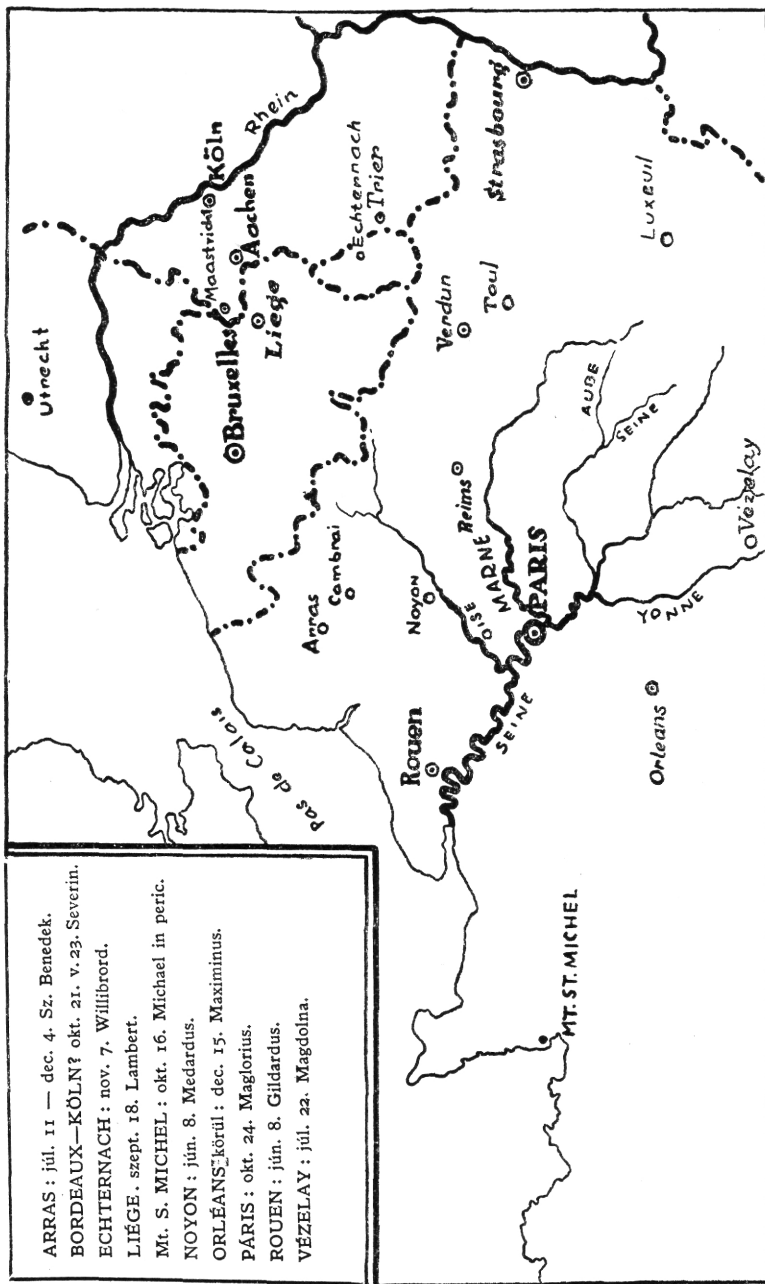 ARRAS : júl. 11 — dec. 4. Sz. Benedek.
BORDEAUX—KÖLN? okt. 21. v. 23. Severin.
ECHTERNACH : nov. 7. Willibrord.
LIÉGE. szept. 18. Lambert.
Mt. S. MICHEL : okt. 16. Michael in peric.
NOYON : jún. 8. Medardus.
ORLÉANS körül : dec. 15. Maximinus.
PÁRIS : okt. 24. Maglorius.
ROUEN : jún. 8. Gildardus.
VÉZELAY : júl. 22. Magdolna.
Pas de Calais
Utrecht
Rhein
Köln
Maastricht
Aachen
Bruxelles
Liege
Echternach
Trier
Arras
Cambrai
Noyon
Rouen
OISE
Reims
MARNE
Verdun
Toul
Strasbourg
PARIS
SEINE
AUBE
SEINE
Luxeuil
YONNE
Vézelay
Orleans
MT. ST. MICHEL